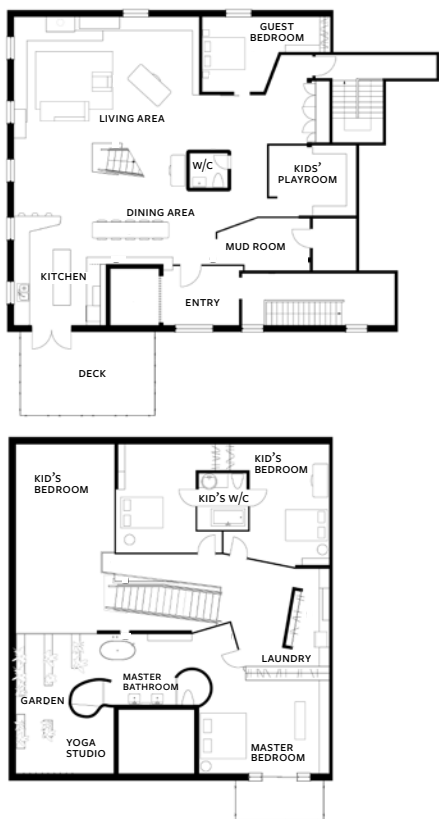 GUEST
BEDROOM
LIVING AREA
W/C
KIDS'
PLAYROOM
DINING AREA
MUD ROOM
KITCHEN
ENTRY
DECK
KID'S
BEDROOM
KID'S
BEDROOM
KID'S W/C
LAUNDRY
MASTER
BATHROOM
GARDEN
YOGA
STUDIO
MASTER
BEDROOM